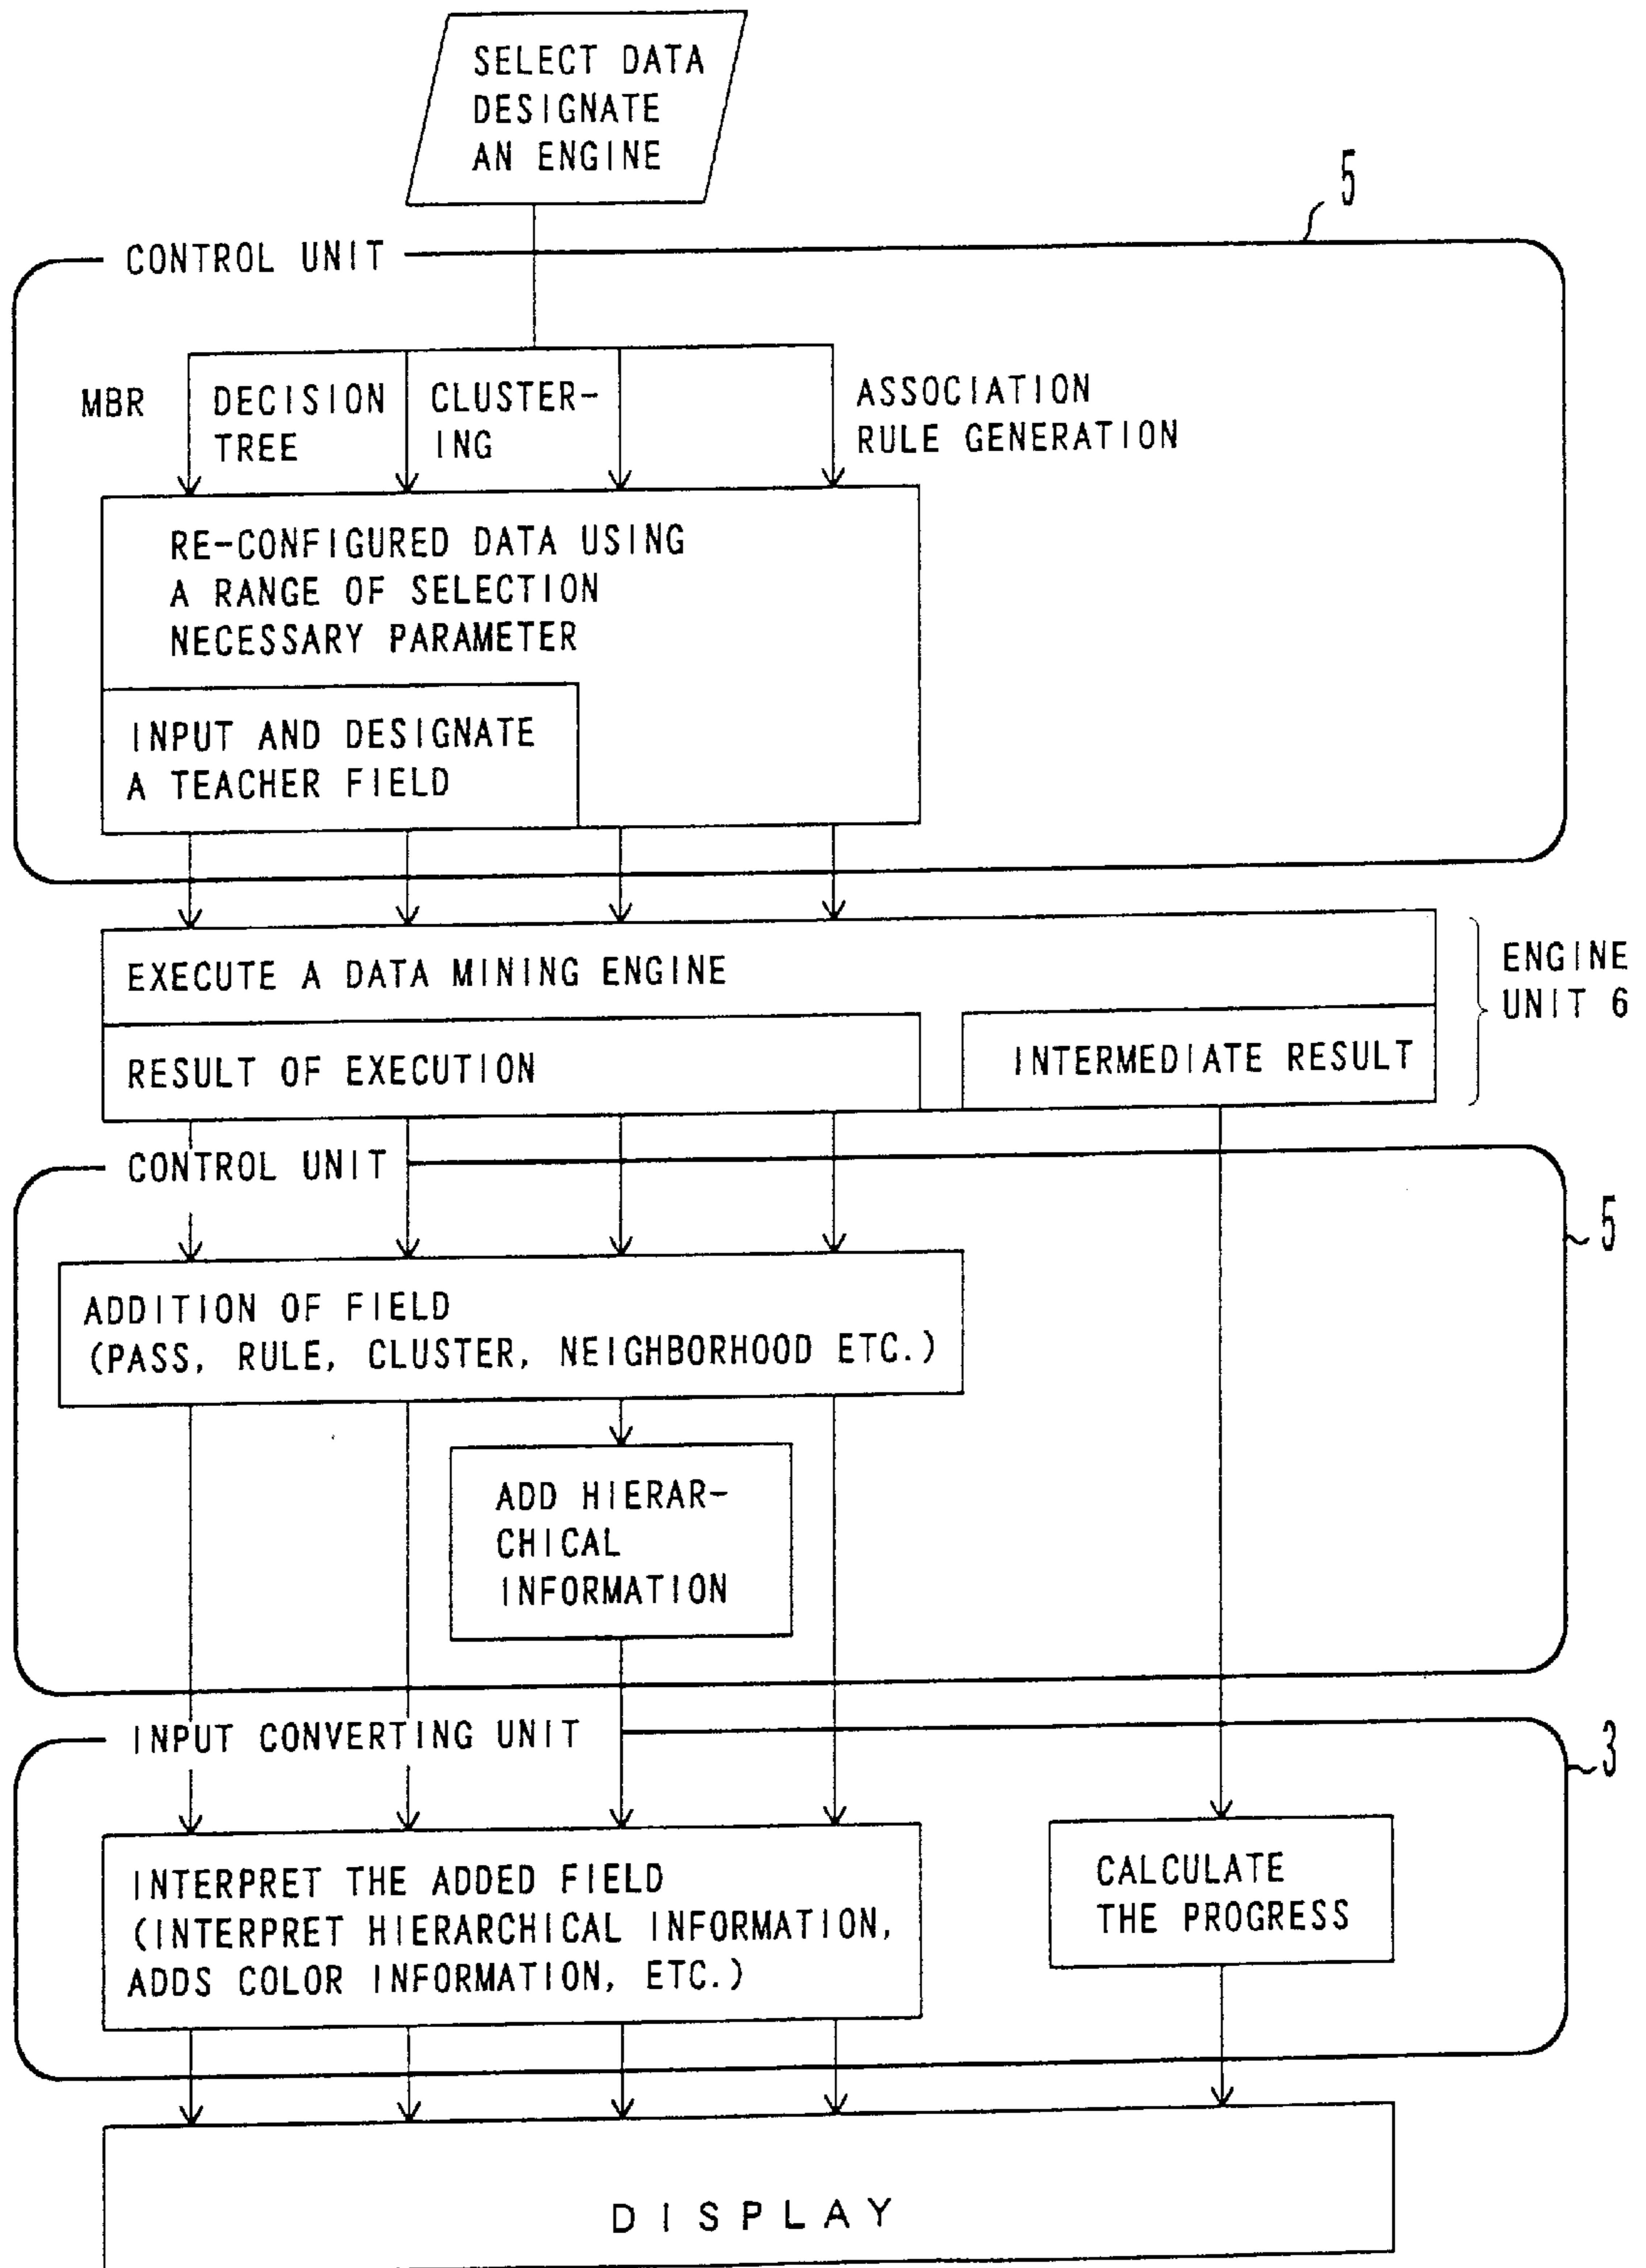 SELECT DATA
DESIGNATE
AN ENGINE
5
CONTROL UNIT
MBR
DECISION
TREE
CLUSTER-
ING
ASSOCIATION
RULE GENERATION
RE-CONFIGURED DATA USING
A RANGE OF SELECTION
NECESSARY PARAMETER
INPUT AND DESIGNATE
A TEACHER FIELD
EXECUTE A DATA MINING ENGINE
ENGINE
UNIT 6
RESULT OF EXECUTION
INTERMEDIATE RESULT
CONTROL UNIT
5
ADDITION OF FIELD
(PASS, RULE, CLUSTER, NEIGHBORHOOD ETC.)
ADD HIERAR-
CHICAL
INFORMATION
INPUT CONVERTING UNIT
3
INTERPRET THE ADDED FIELD
(INTERPRET HIERARCHICAL INFORMATION,
ADDS COLOR INFORMATION, ETC.)
CALCULATE
THE PROGRESS
DISPLAY